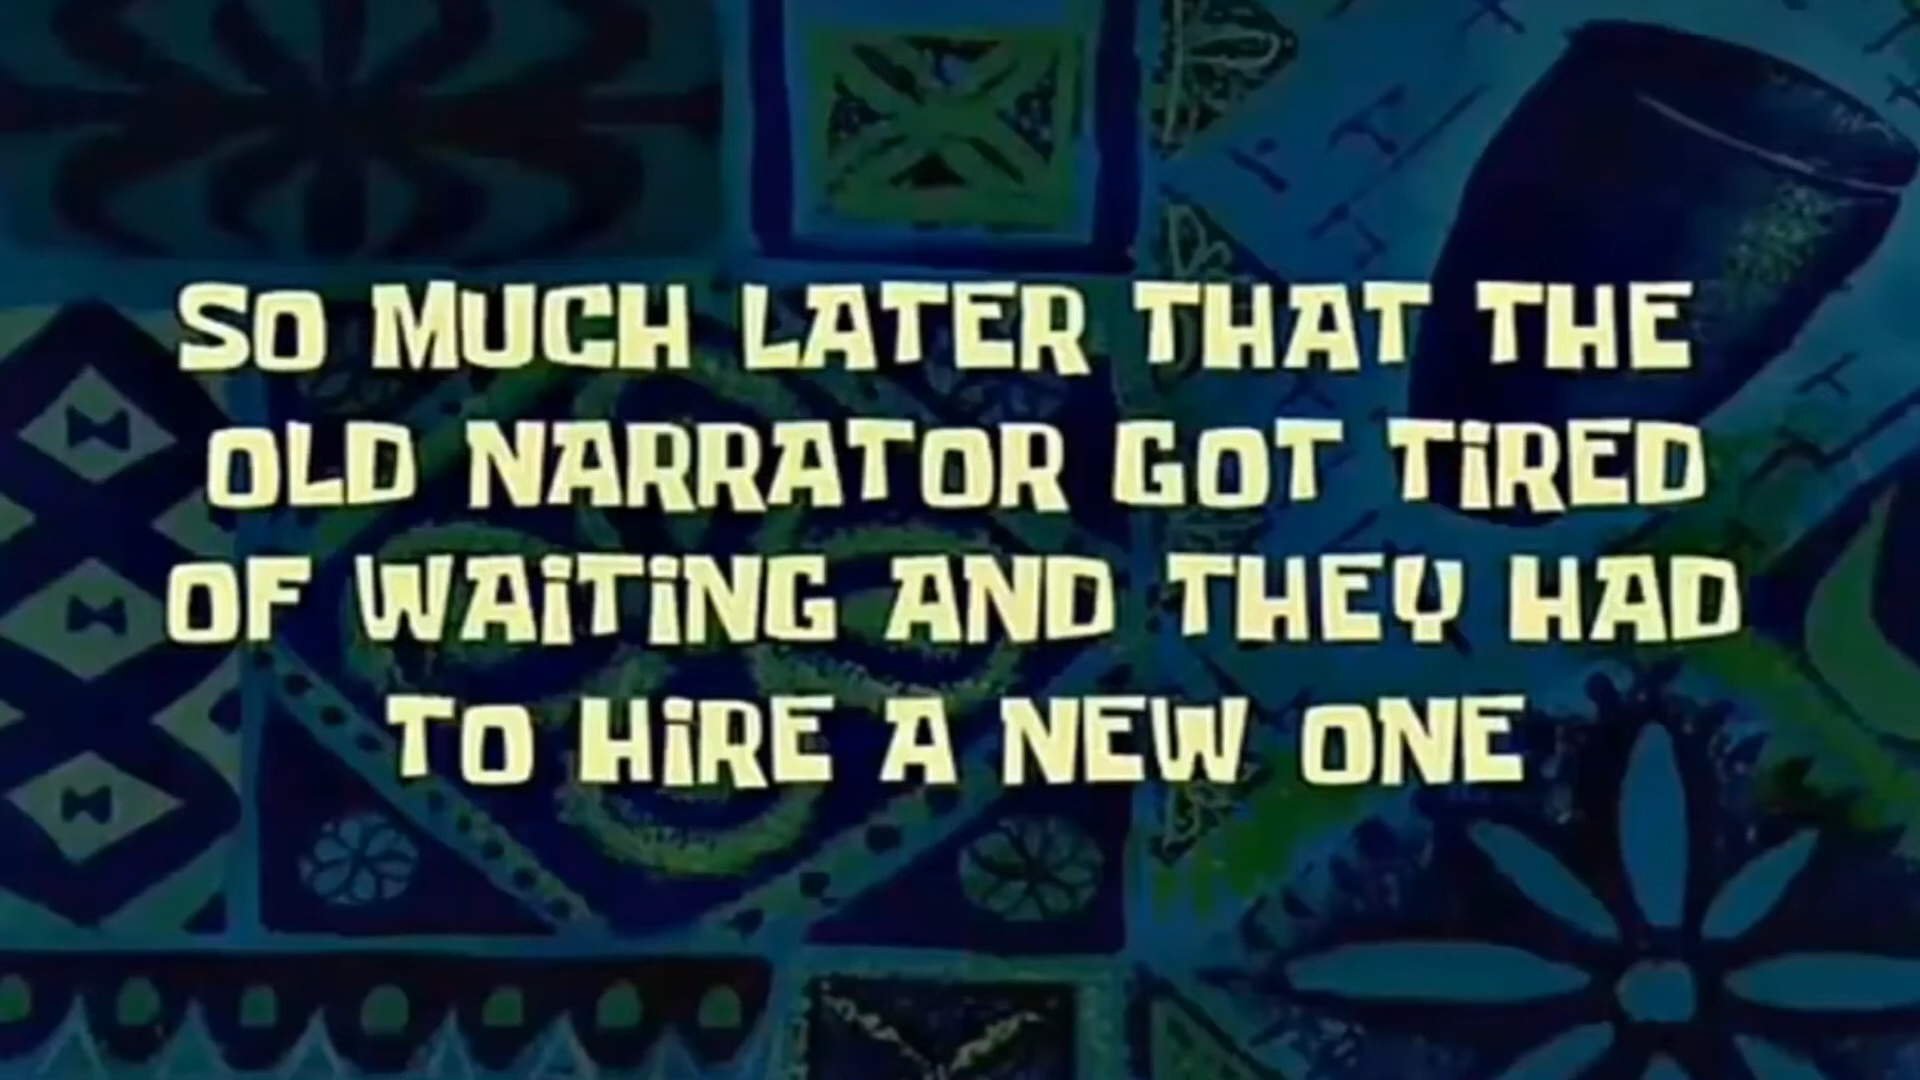 SO MUCH LATER THAT THE
OLD NARRATOR GOT TiRED
OF WAiTiNG AND THEY HAD
TO HiRE A NEW ONE